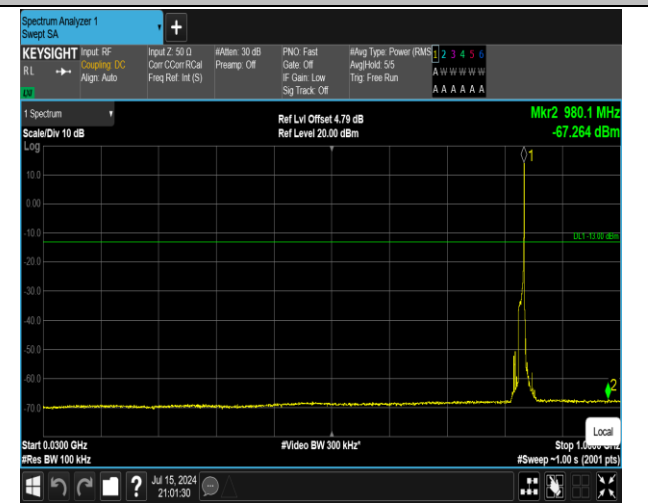 Spectrum Analyzer 1
Swept SA
+
KEYSIGHT Input: RF Input Z: 50 Ω #Atten: 30 dB PNO: Fast #Avg Type: Power (RMS 1 2 3 4 5 6
RL Coupling: DC Corr CCorr RCal Preamp: Off Gate: Off Avg|Hold: 5/5 A W W W W W
Align: Auto Freq Ref: Int (S) IF Gain: Low Trig: Free Run
Sig Track: Off A A A A A A
1 Spectrum
Ref Lvl Offset 4.79 dB Mkr2 980.1 MHz
Scale/Div 10 dB Ref Level 20.00 dBm -67.264 dBm
Log
1
10.0
0.00
-10.0
DL1 -13.00 dBm
-20.0
-30.0
-40.0
-50.0
-60.0
2
-70.0
Local
Start 0.0300 GHz #Video BW 300 kHz* Stop
#Res BW 100 kHz #Sweep ~1.00 s (2001 pts)
? Jul 15, 2024
21:01:30